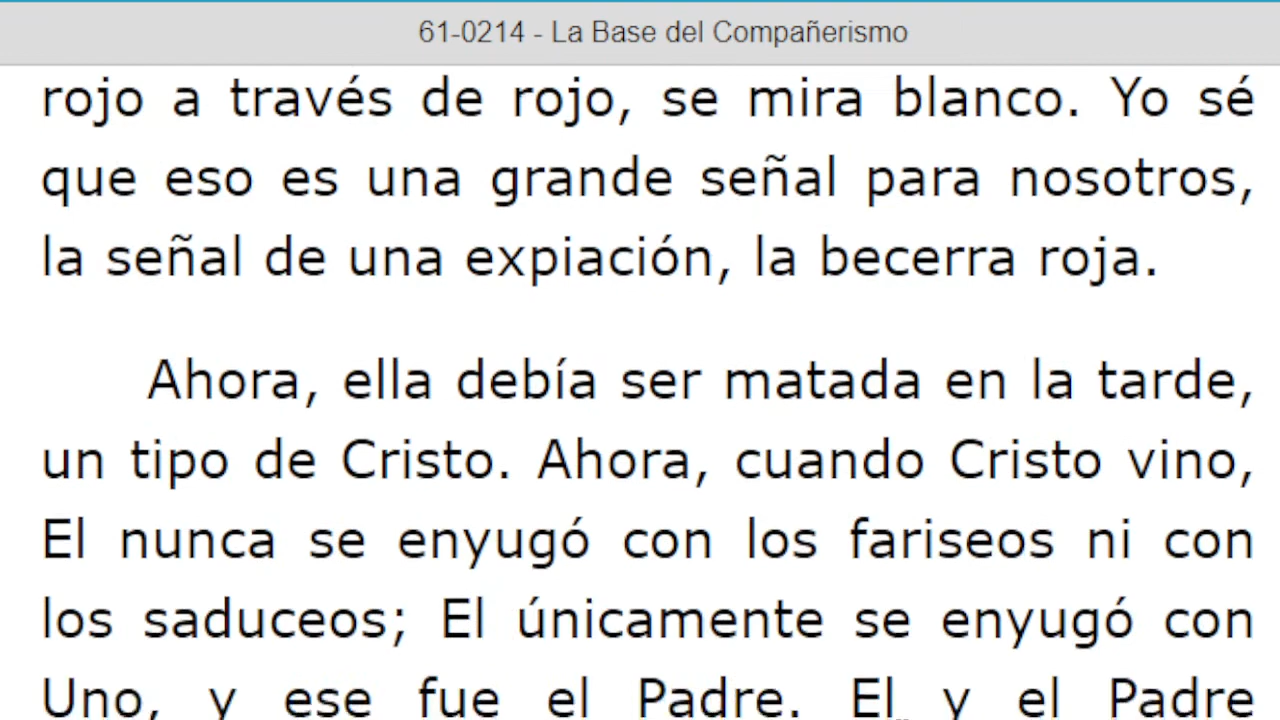 61-0214 - La Base del Compañerismo
rojo a través de rojo, se mira blanco. Yo sé
que eso es una grande señal para nosotros,
la señal de una expiación, la becerra roja.
Ahora, ella debía ser matada en la tarde,
un tipo de Cristo. Ahora, cuando Cristo vino,
El nunca se enyugó con los fariseos ni con
los saduceos; El únicamente se enyugó con
Uno, y ese fue el Padre. El y el Padre